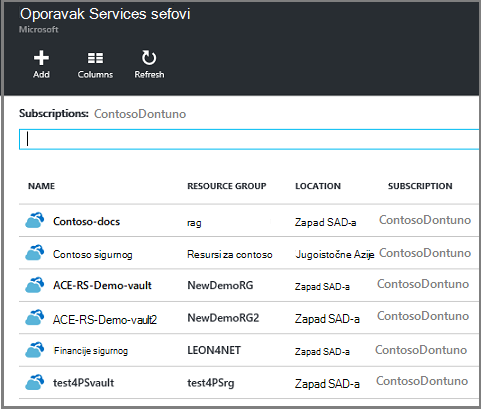 Oporavak Services sefovi
Microsoft
Add Columns Refresh
Subscriptions: ContosoDontuno
NAME RESOURCE GROUP LOCATION SUBSCRIPTION
Contoso-docs rag Zapad SAD-a ContosoDontuno
Contoso sigurnog Resursi za contoso Jugoistočne Azije ContosoDontuno
ACE-RS-Demo-vault NewDemoRG Zapad SAD-a ContosoDontuno
ACE-RS-Demo-vault2 NewDemoRG2 Zapad SAD-a ContosoDontuno
Financije sigurnog LEON4NET Zapad SAD-a ContosoDontuno
test4PSvault test4PSrg Zapad SAD-a ContosoDontuno